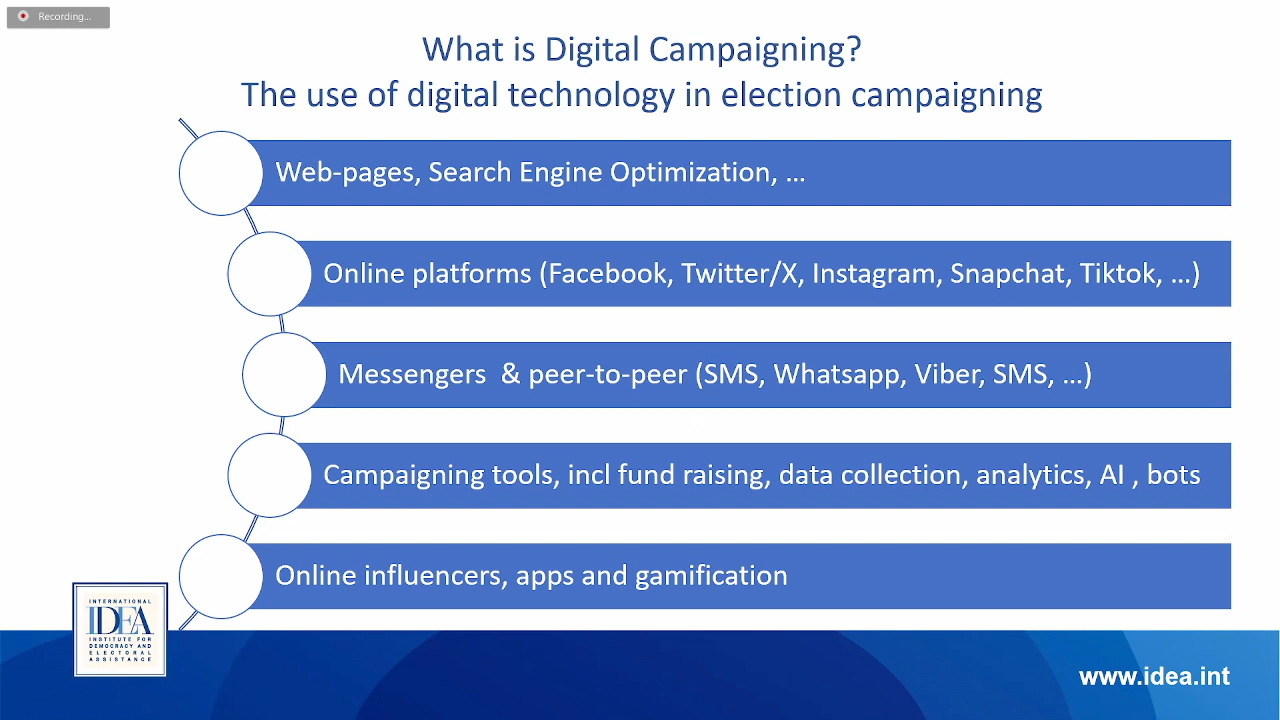 Recording...
What is Digital Campaigning?
The use of digital technology in election campaigning
Web-pages, Search Engine Optimization, ...
Online platforms (Facebook, Twitter/X, Instagram, Snapchat, Tiktok, ...)
Messengers & peer-to-peer (SMS, Whatsapp, Viber, SMS, ...)
Campaigning tools, incl fund raising, data collection, analytics, AI , bots
Online influencers, apps and gamification
INTERNATIONAL
IDEA
INSTITUTE FOR
DEMOCRACY AND
ELECTORAL
ASSISTANCE
www.idea.int